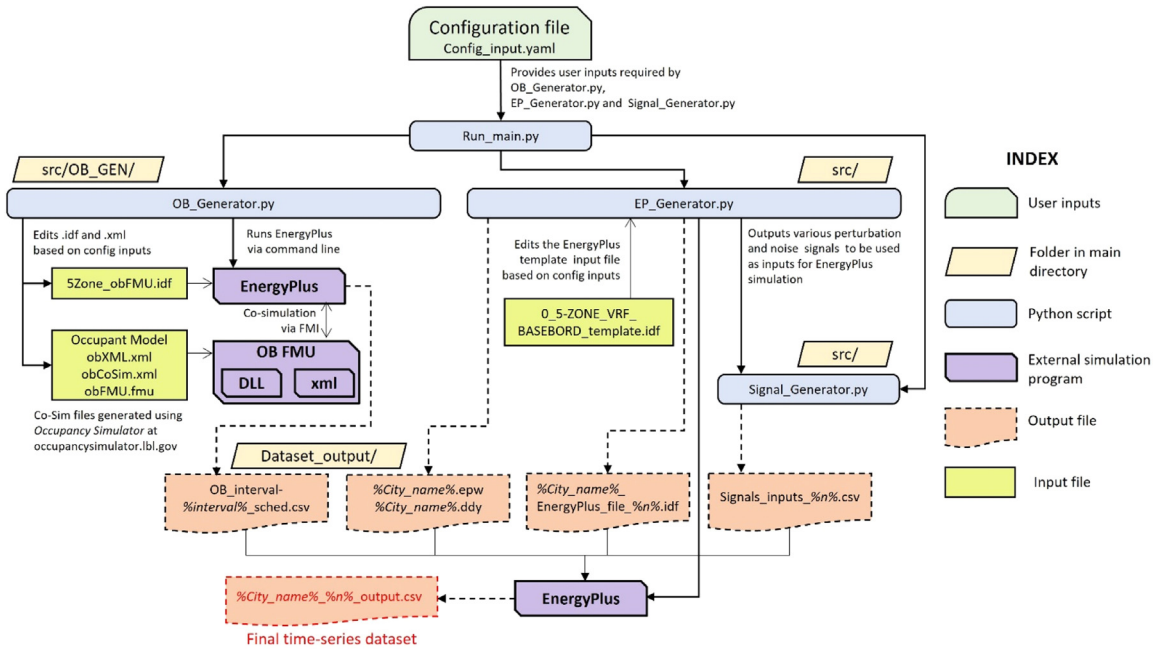 Configuration file
Config_input.yaml
Provides user inputs required by
OB_Generator.py,
EP_Generator.py and Signal_Generator.py
Run_main.py
src/OB_GEN/
src/
OB_Generator.py
EP_Generator.py
Edits .idf and .xml
based on config inputs
Runs EnergyPlus
via command line
Edits the EnergyPlus
template input file
based on config inputs
Outputs various perturbation
and noise signals to be used
as inputs for EnergyPlus
simulation
5Zone_obFMU.idf
EnergyPlus
Co-simulation
via FMI
0_5-ZONE_VRF_
BASEBORD_template.idf
Occupant Model
obXML.xml
obCoSim.xml
obFMU.fmu
OB FMU
DLL
xml
src/
Signal_Generator.py
Co-Sim files generated using
Occupancy Simulator at
occupancysimulator.lbl.gov
Dataset_output/
OB_interval-
%interval%_sched.csv
%City_name%.epw
%City_name%.ddy
%City_name%_
EnergyPlus_file_%n%.idf
Signals_inputs_%n%.csv
%City_name%_%n%_output.csv
EnergyPlus
Final time-series dataset
INDEX
User inputs
Folder in main
directory
Python script
External simulation
program
Output file
Input file